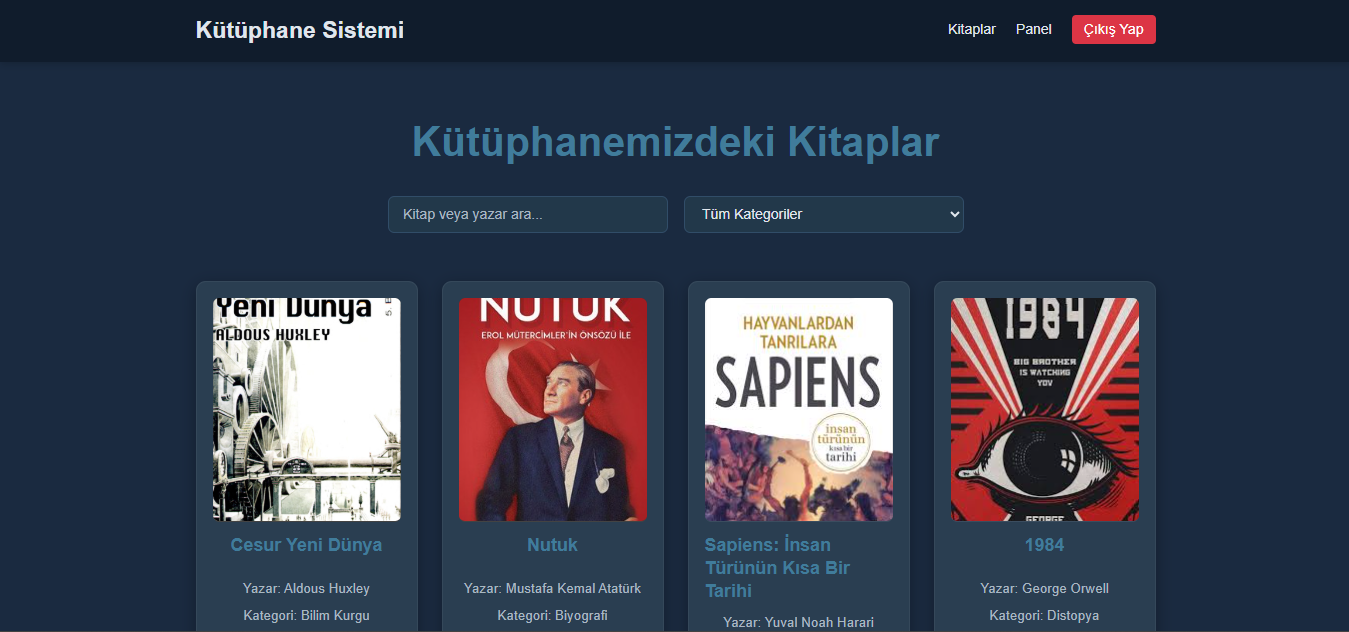 Kütüphane Sistemi
Kitaplar
Panel
Çıkış Yap
Kütüphanemizdeki Kitaplar
Kitap veya yazar ara...
Tüm Kategoriler
Yeni Dünya
ALDOUS HUXLEY
NUTUK
EROL MÜTERCİMLER'İN ÖNSÖZÜ İLE
HAYVANLARDAN
TANRILARA
SAPIENS
insan
türünün
kısa bir
tarihi
1984
BIG BROTHER
IS WATCHING
YOV
GEORGE
Cesur Yeni Dünya
Yazar: Aldous Huxley
Kategori: Bilim Kurgu
Nutuk
Yazar: Mustafa Kemal Atatürk
Kategori: Biyografi
Sapiens: İnsan
Türünün Kısa Bir
Tarihi
Yazar: Yuval Noah Harari
1984
Yazar: George Orwell
Kategori: Distopya